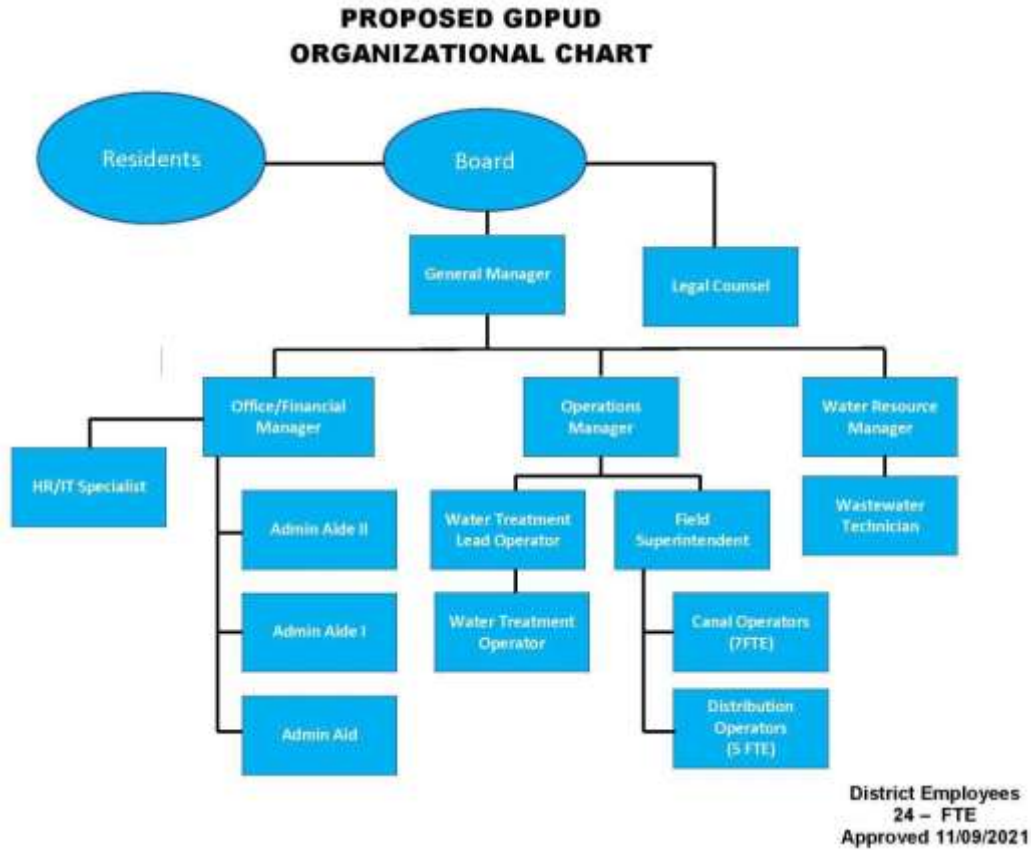 PROPOSED GDPUD
ORGANIZATIONAL CHART
Residents
Board
General Manager
Legal Counsel
Office/Financial
Manager
Operations
Manager
Water Resource
Manager
HR/IT Specialist
Admin Aide II
Water Treatment
Lead Operator
Field
Superintendent
Wastewater
Technician
Admin Aide I
Water Treatment
Operator
Canal Operators
(7FTE)
Admin Aid
Distribution
Operators
(5 FTE)
District Employees
24 – FTE
Approved 11/09/2021